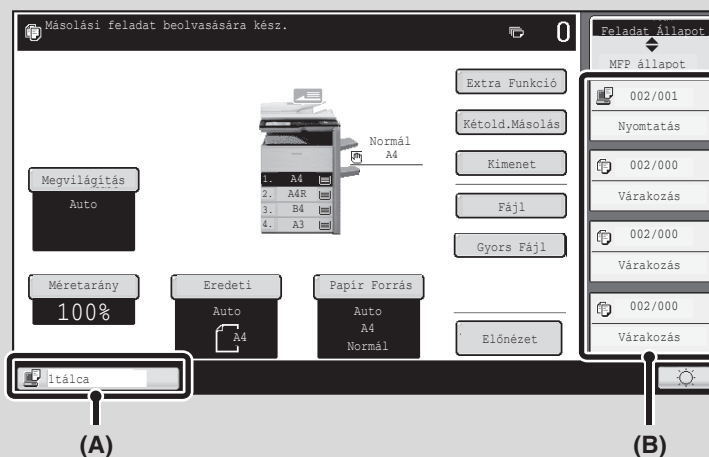 Másolási feladat beolvasására kész.
0
Feladat Állapot
MFP állapot
002/001
Nyomtatás
002/000
Várakozás
002/000
Várakozás
002/000
Várakozás
Extra Funkció
Kétold.Másolás
Kimenet
Fájl
Gyors Fájl
Előnézet
Normál
A4
1. A4
2. A4R
3. B4
4. A3
Megvilágítás
Auto
Méretarány
100%
Eredeti
Auto
A4
Papír Forrás
Auto
A4
Normál
1tálca
(A)
(B)